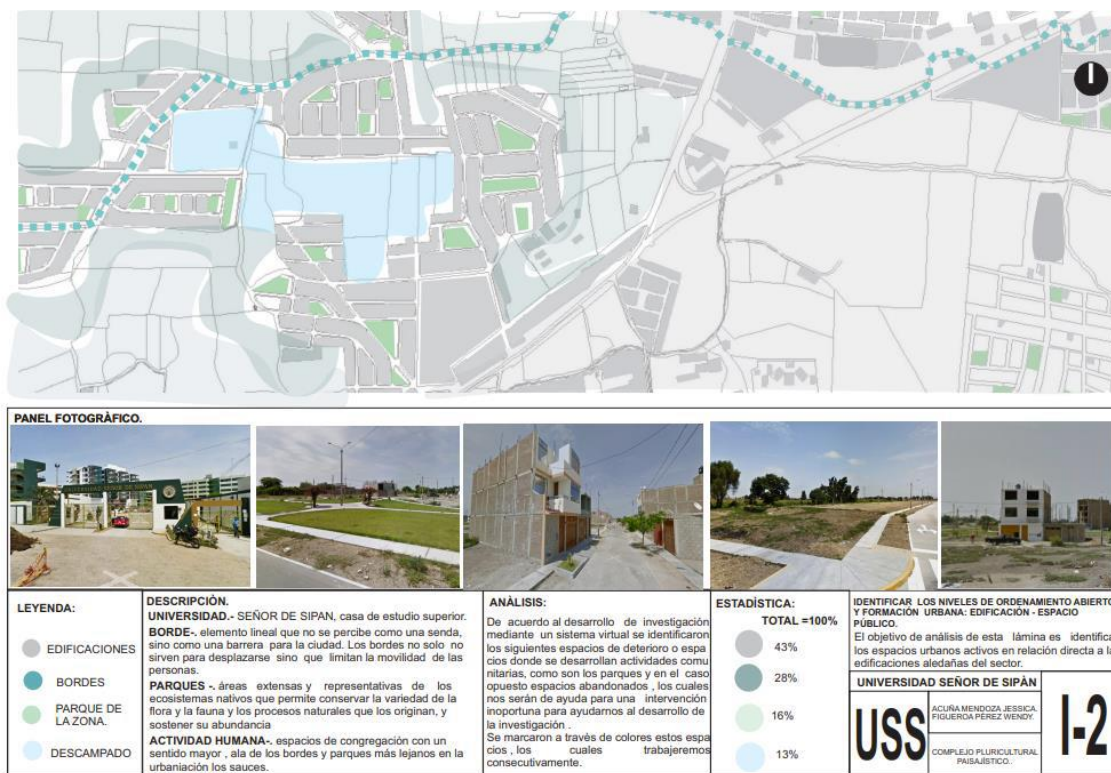 PANEL FOTOGRÀFICO.
UNIVERSIDAD SEÑOR DE SIPAN
LEYENDA:
EDIFICACIONES
BORDES
PARQUE DE
LA ZONA.
DESCAMPADO
DESCRIPCIÓN.
UNIVERSIDAD.- SEÑOR DE SIPAN, casa de estudio superior.
BORDE-. elemento lineal que no se percibe como una senda,
sino como una barrera para la ciudad. Los bordes no solo no
sirven para desplazarse sino que limitan la movilidad de las
personas.
PARQUES -. áreas extensas y representativas de los
ecosistemas nativos que permite conservar la variedad de la
flora y la fauna y los procesos naturales que los originan, y
sostener su abundancia
ACTIVIDAD HUMANA-. espacios de congregación con un
sentido mayor , ala de los bordes y parques más lejanos en la
urbaniación los sauces.
ANÀLISIS:
De acuerdo al desarrollo de investigación
mediante un sistema virtual se identificaron
los siguientes espacios de deterioro o espa
cios donde se desarrollan actividades comu
nitarias, como son los parques y en el caso
opuesto espacios abandonados , los cuales
nos serán de ayuda para una intervención
inoportuna para ayudarnos al desarrollo de
la investigación .
Se marcaron a través de colores estos espa
cios , los cuales trabajeremos
consecutivamente.
ESTADÌSTICA:
TOTAL =100%
43%
28%
16%
13%
IDENTIFICAR LOS NIVELES DE ORDENAMIENTO ABIERTO
Y FORMACIÓN URBANA: EDIFICACIÓN - ESPACIO
PÚBLICO.
El objetivo de análisis de esta lámina es identifica
los espacios urbanos activos en relación directa a la
edificaciones aledañas del sector.
UNIVERSIDAD SEÑOR DE SIPÀN
USS
ACUÑA MENDOZA JESSICA.
FIGUEROA PÉREZ WENDY.
COMPLEJO PLURICULTURAL
PAISAJÍSTICO..
I-2